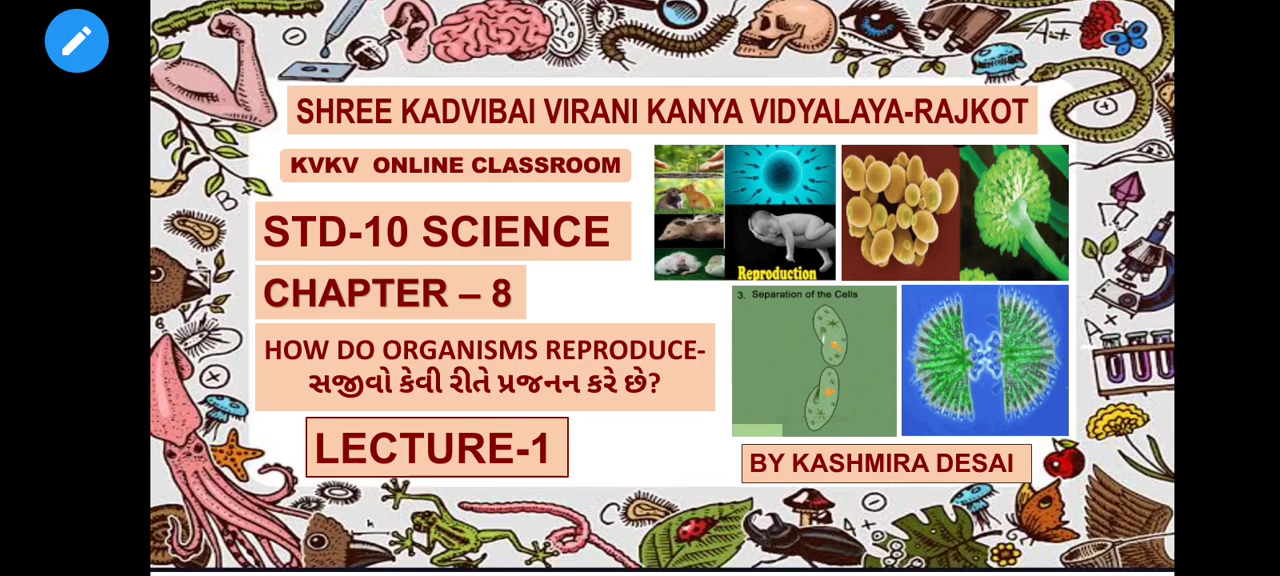 SHREE KADVIBAI VIRANI KANYA VIDYALAYA-RAJKOT
KVKV ONLINE CLASSROOM
STD-10 SCIENCE
CHAPTER – 8
HOW DO ORGANISMS REPRODUCE-
સજીવો કેવી રીતે પ્રજનન કરે છે?
LECTURE-1
Reproduction
3. Separation of the Cells
BY KASHMIRA DESAI
A+
B+
A×
C
h
A+